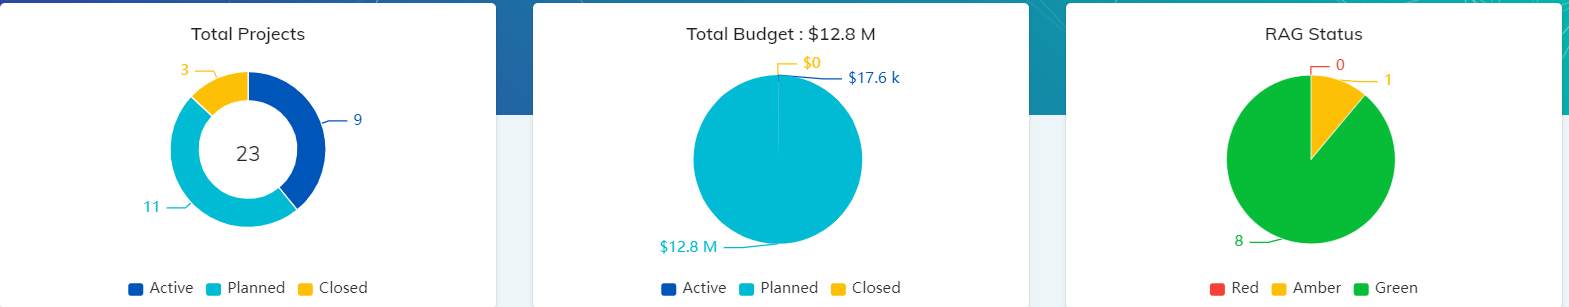 Total Projects
3
9
23
11
Active Planned Closed
Total Budget : $12.8 M
$0
$17.6 k
$12.8 M
Active Planned Closed
RAG Status
0
1
8
Red Amber Green